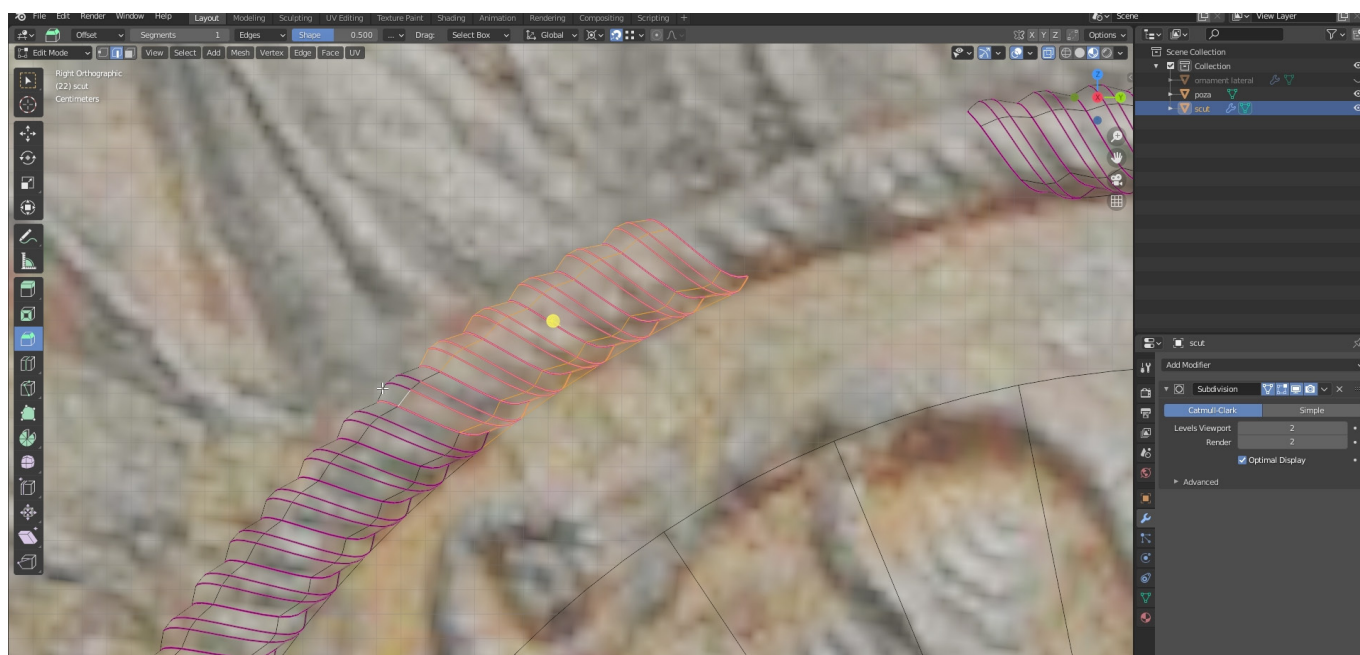 File Edit Render Window Help Layout Modeling Sculpting UV Editing Texture Paint Shading Animation Rendering Compositing Scripting + Scene View Layer
Offset Segments 1 Edges Shape 0.500 ... Drag: Select Box Global X Y Z Options
Edit Mode View Select Add Mesh Vertex Edge Face UV
Right Orthographic
(22) scut
Centimeters
Z
X
Y
Scene Collection
Collection
ornament lateral
poza
scut
scut
Add Modifier
Subdivision
Catmull-Clark Simple
Levels Viewport 2
Render 2
Optimal Display
Advanced